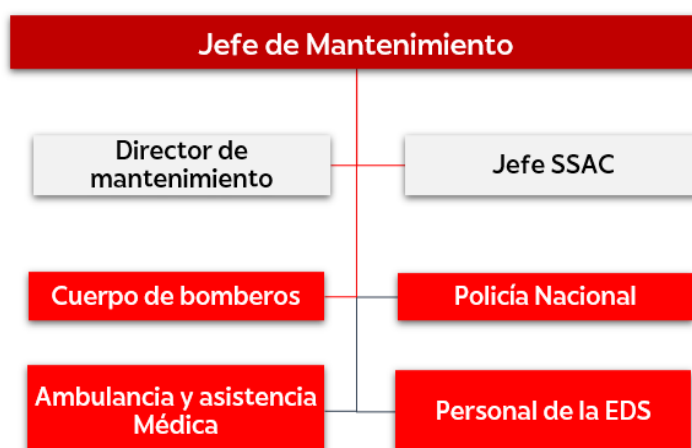 Jefe de Mantenimiento
Director de
mantenimiento
Jefe SSAC
Cuerpo de bomberos
Policía Nacional
Ambulancia y asistencia
Médica
Personal de la EDS